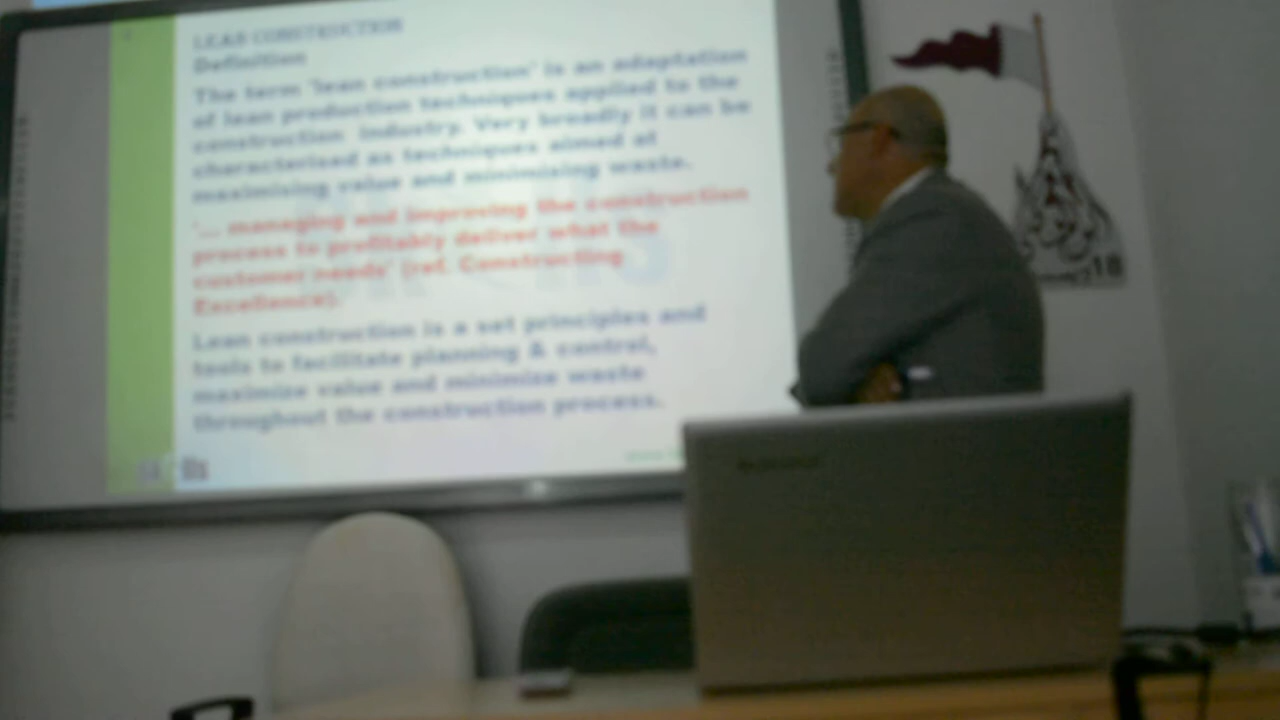 LEAN CONSTRUCTION
Definition
The term 'lean construction' is an adaptation
of lean production techniques applied to the
construction industry. Very broadly it can be
characterised as techniques aimed at
maximising value and minimising waste.
'... managing and improving the construction
process to profitably deliver what the
customer needs' (ref. Constructing
Excellence).
Lean construction is a set principles and
tools to facilitate planning & control,
maximize value and minimize waste
throughout the construction process.
18